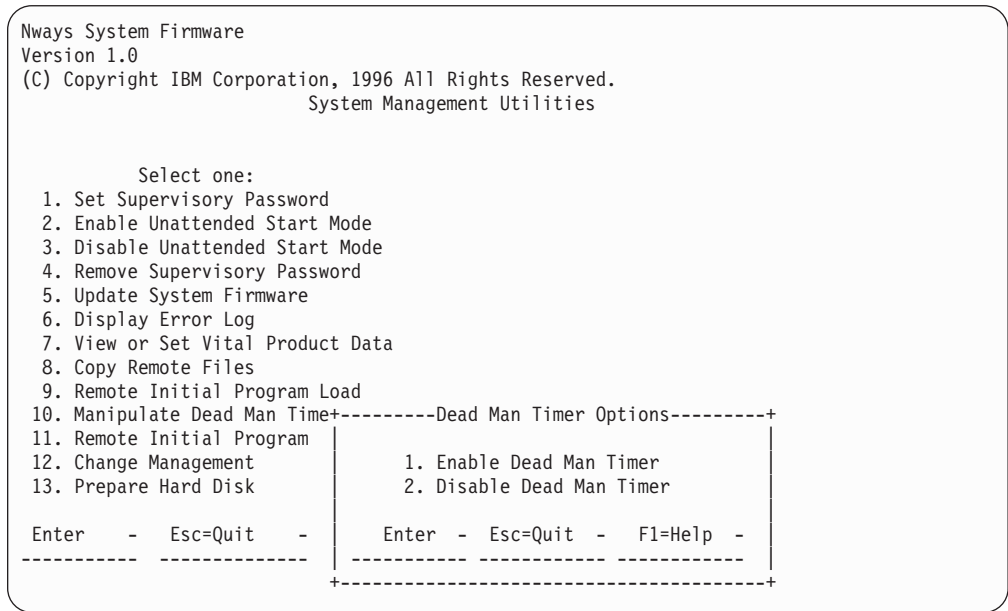 Nways System Firmware
Version 1.0
(C) Copyright IBM Corporation, 1996 All Rights Reserved.
System Management Utilities
Select one:
1. Set Supervisory Password
2. Enable Unattended Start Mode
3. Disable Unattended Start Mode
4. Remove Supervisory Password
5. Update System Firmware
6. Display Error Log
7. View or Set Vital Product Data
8. Copy Remote Files
9. Remote Initial Program Load
10. Manipulate Dead Man Time+---------Dead Man Timer Options---------+
11. Remote Initial Program | |
12. Change Management | 1. Enable Dead Man Timer |
13. Prepare Hard Disk | 2. Disable Dead Man Timer |
| |
Enter - Esc=Quit - | Enter - Esc=Quit - F1=Help - |
----------- -------------- | ----------- ------------ ------------ |
+----------------------------------------+